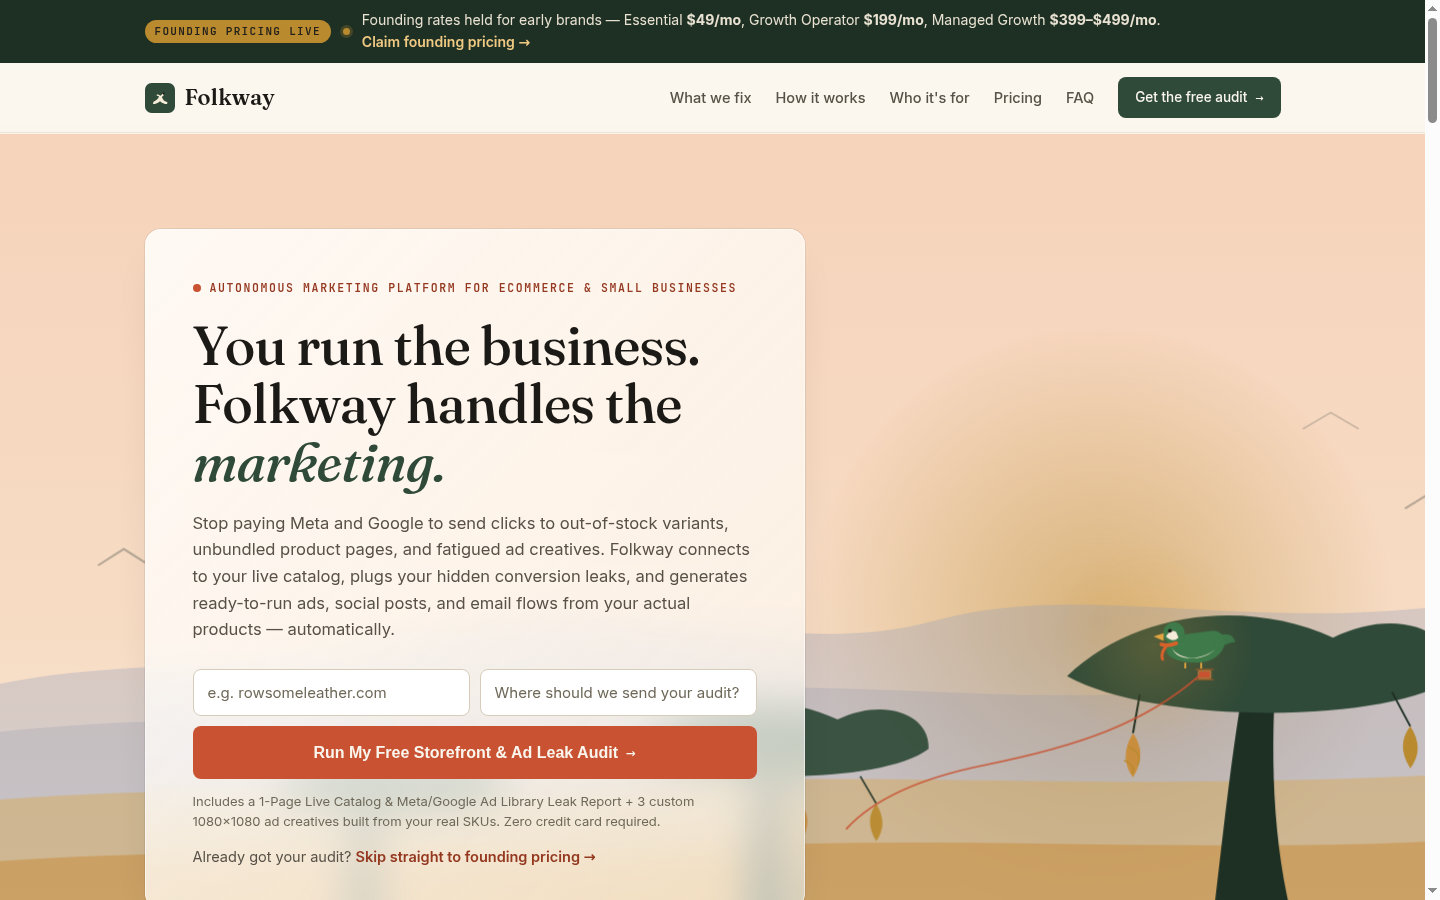 FOUNDING PRICING LIVE
Founding rates held for early brands — Essential $49/mo, Growth Operator $199/mo, Managed Growth $399–$499/mo.
Claim founding pricing →
Folkway
What we fix
How it works
Who it's for
Pricing
FAQ
Get the free audit →
AUTONOMOUS MARKETING PLATFORM FOR ECOMMERCE & SMALL BUSINESSES
You run the business.
Folkway handles the
marketing.
Stop paying Meta and Google to send clicks to out-of-stock variants,
unbundled product pages, and fatigued ad creatives. Folkway connects
to your live catalog, plugs your hidden conversion leaks, and generates
ready-to-run ads, social posts, and email flows from your actual
products — automatically.
e.g. rowsomeleather.com
Where should we send your audit?
Run My Free Storefront & Ad Leak Audit →
Includes a 1-Page Live Catalog & Meta/Google Ad Library Leak Report + 3 custom
1080×1080 ad creatives built from your real SKUs. Zero credit card required.
Already got your audit? Skip straight to founding pricing →